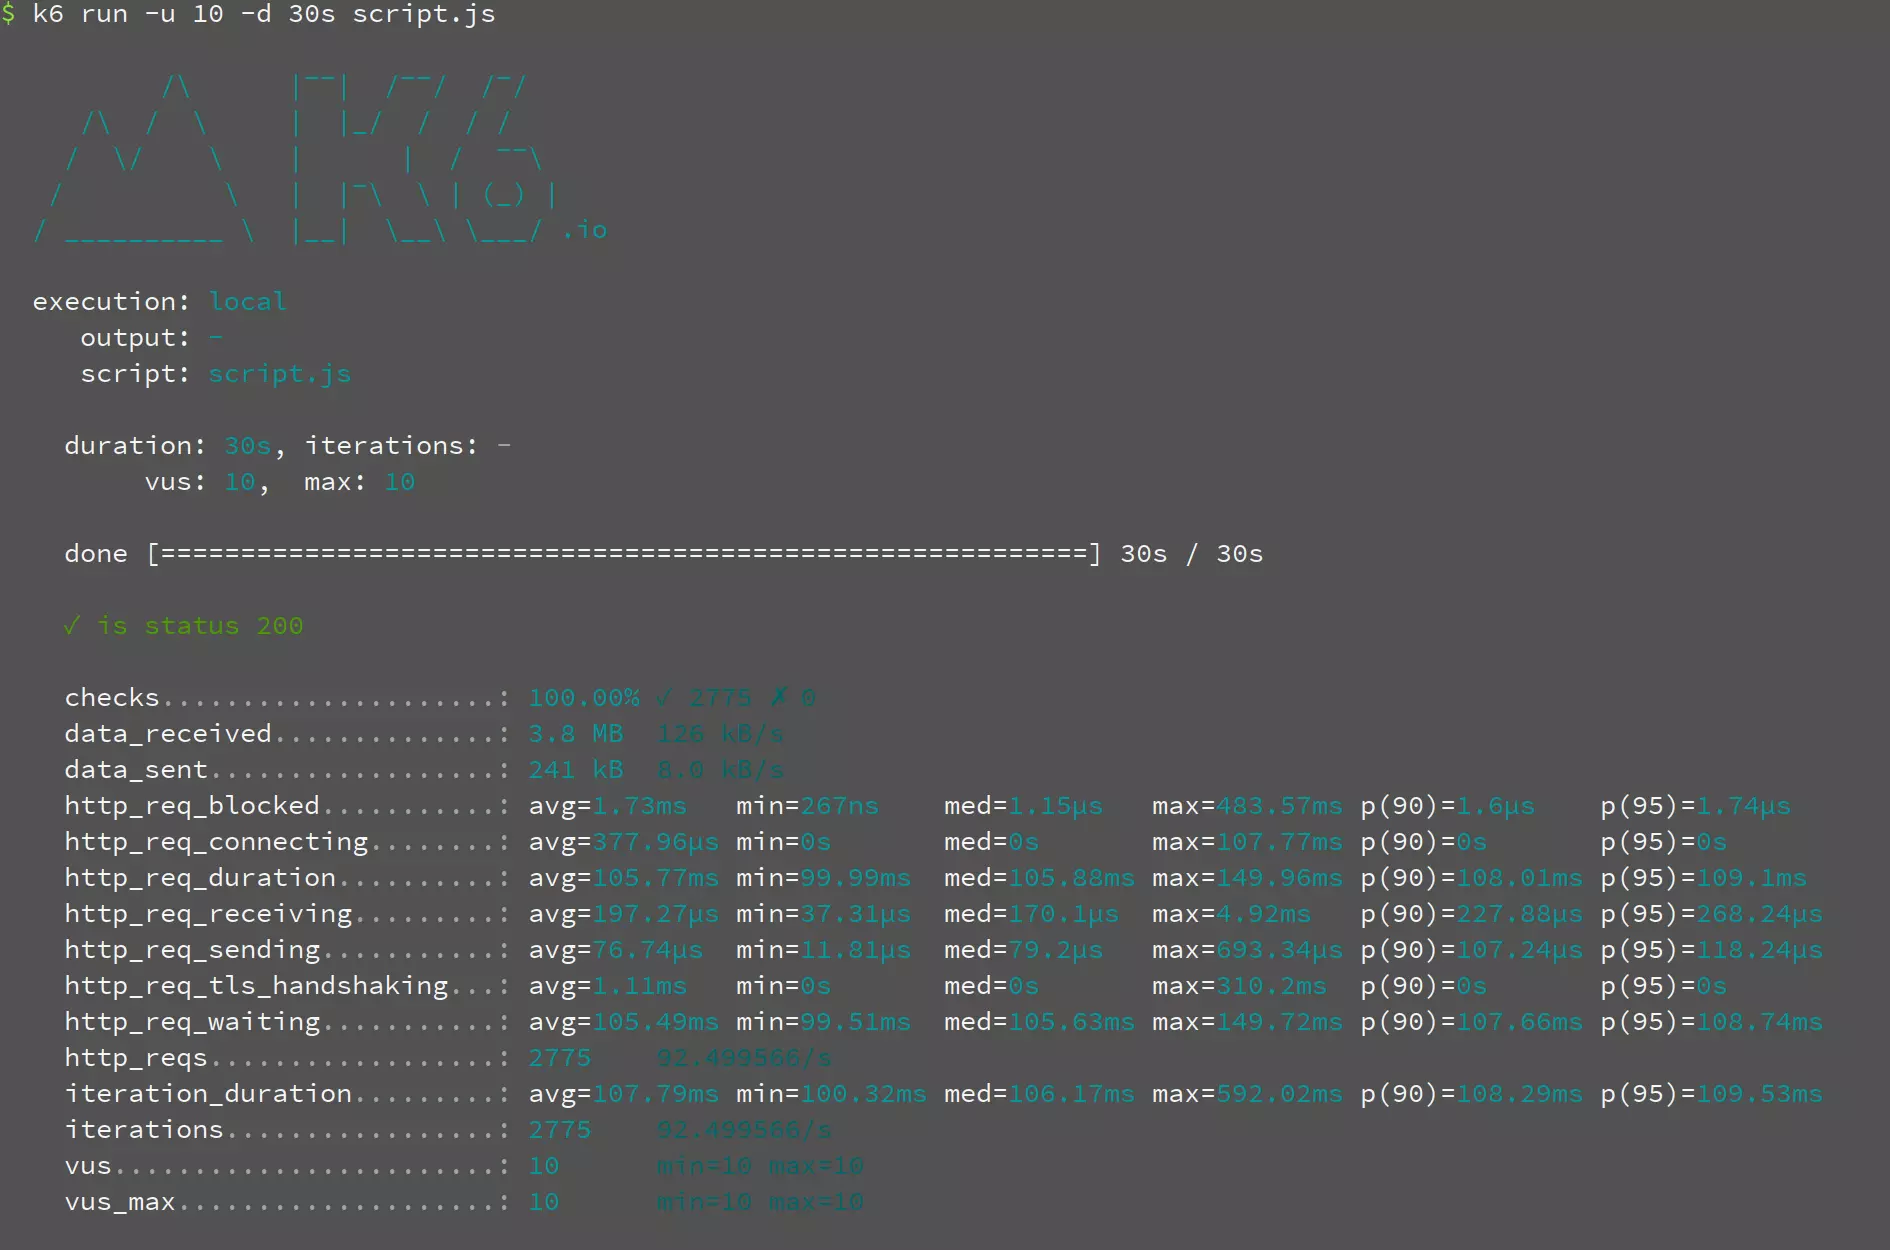 $ k6 run -u 10 -d 30s script.js
          /\      |‾‾|  /‾‾/  /‾/
     /\  /  \     |  |_/  /  / /
    /  \/    \    |      |  /  ‾‾\
   /          \   |  |‾\  \ | (_) |
  / __________ \  |__|  \__\ \___/ .io
  execution: local
     output: -
     script: script.js
    duration: 30s, iterations: -
         vus: 10,  max: 10
    done [==========================================================] 30s / 30s
    ✓ is status 200
    checks.....................: 100.00% ✓ 2775 ✗ 0
    data_received..............: 3.8 MB  126 kB/s
    data_sent..................: 241 kB  8.0 kB/s
    http_req_blocked...........: avg=1.73ms   min=267ns    med=1.15µs   max=483.57ms p(90)=1.6µs    p(95)=1.74µs
    http_req_connecting........: avg=377.96µs min=0s       med=0s       max=107.77ms p(90)=0s       p(95)=0s
    http_req_duration..........: avg=105.77ms min=99.99ms  med=105.88ms max=149.96ms p(90)=108.01ms p(95)=109.1ms
    http_req_receiving.........: avg=197.27µs min=37.31µs  med=170.1µs  max=4.92ms   p(90)=227.88µs p(95)=268.24µs
    http_req_sending...........: avg=76.74µs  min=11.81µs  med=79.2µs   max=693.34µs p(90)=107.24µs p(95)=118.24µs
    http_req_tls_handshaking...: avg=1.11ms   min=0s       med=0s       max=310.2ms  p(90)=0s       p(95)=0s
    http_req_waiting...........: avg=105.49ms min=99.51ms  med=105.63ms max=149.72ms p(90)=107.66ms p(95)=108.74ms
    http_reqs..................: 2775    92.499566/s
    iteration_duration.........: avg=107.79ms min=100.32ms med=106.17ms max=592.02ms p(90)=108.29ms p(95)=109.53ms
    iterations.................: 2775    92.499566/s
    vus........................: 10      min=10 max=10
    vus_max....................: 10      min=10 max=10